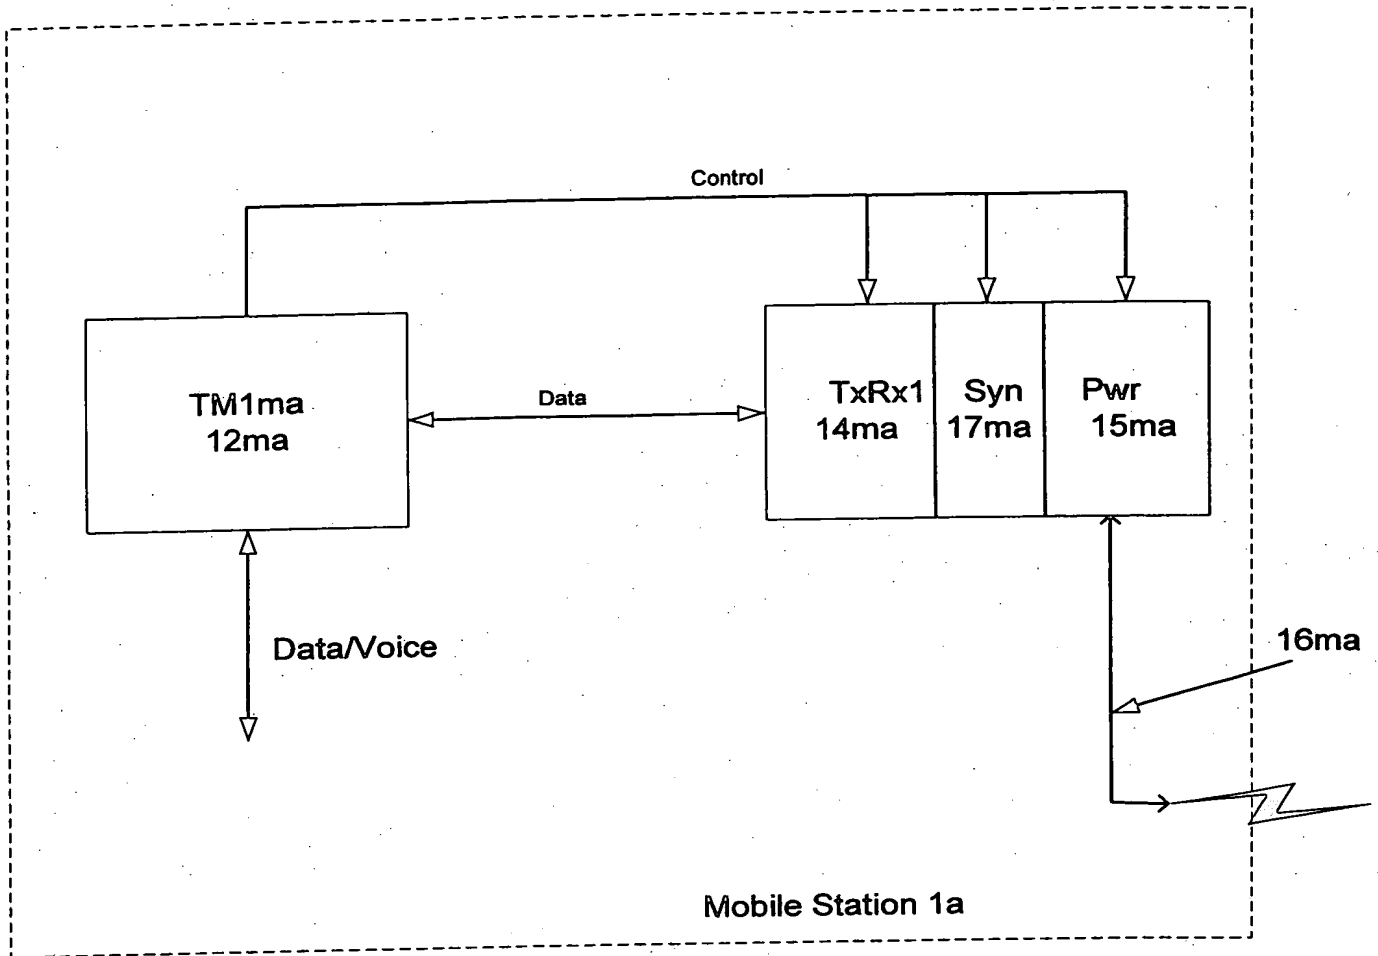 Control
TM1ma
12ma
Data
TxRx1
14ma
Syn
17ma
Pwr
15ma
Data/Voice
16ma
Mobile Station 1a